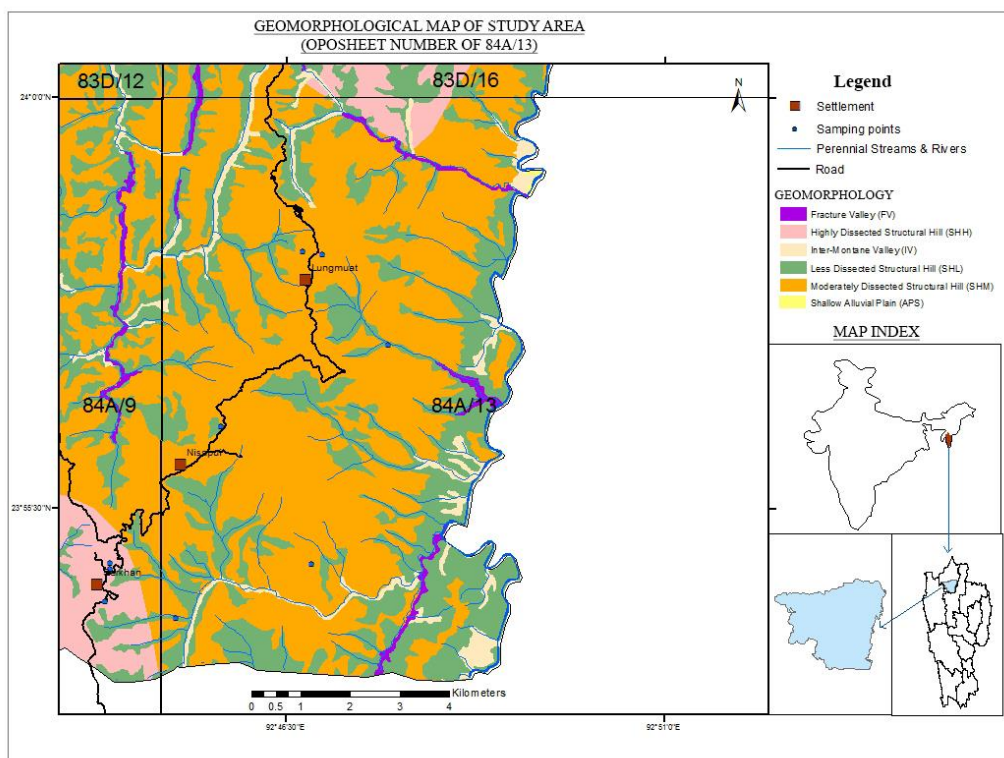 GEOMORPHOLOGICAL MAP OF STUDY AREA
(OPOSHEET NUMBER OF 84A/13)
83D/12
83D/16
24°0'0"N
N
Lungmuat
84A/9
84A/13
Nisapui
23°55'30"N
Kilometers
0 0.5 1 2 3 4
92°46'30"E
92°51'0"E
Legend
Settlement
Samping points
Perennial Streams & Rivers
Road
GEOMORPHOLOGY
Fracture Valley (FV)
Highly Dissected Structural Hill (SHH)
Inter-Montane Valley (IV)
Less Dissected Structural Hill (SHL)
Moderately Dissected Structural Hill (SHM)
Shallow Alluvial Plain (APS)
MAP INDEX